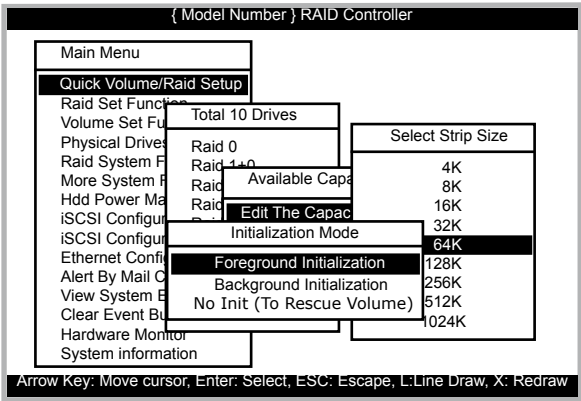 { Model Number } RAID Controller
Main Menu
Quick Volume/Raid Setup
Raid Set Function
Volume Set Fu
Physical Drives
Raid System F
More System F
Hdd Power Ma
iSCSI Configur
iSCSI Configur
Ethernet Config
Alert By Mail C
View System E
Clear Event Bu
Hardware Monitor
System information
Total 10 Drives
Raid 0
Raid 1+0
Raid
Raid
Available Capa
Edit The Capac
Initialization Mode
Foreground Initialization
Background Initialization
No Init (To Rescue Volume)
Select Strip Size
4K
8K
16K
32K
64K
128K
256K
512K
1024K
Arrow Key: Move cursor, Enter: Select, ESC: Escape, L:Line Draw, X: Redraw